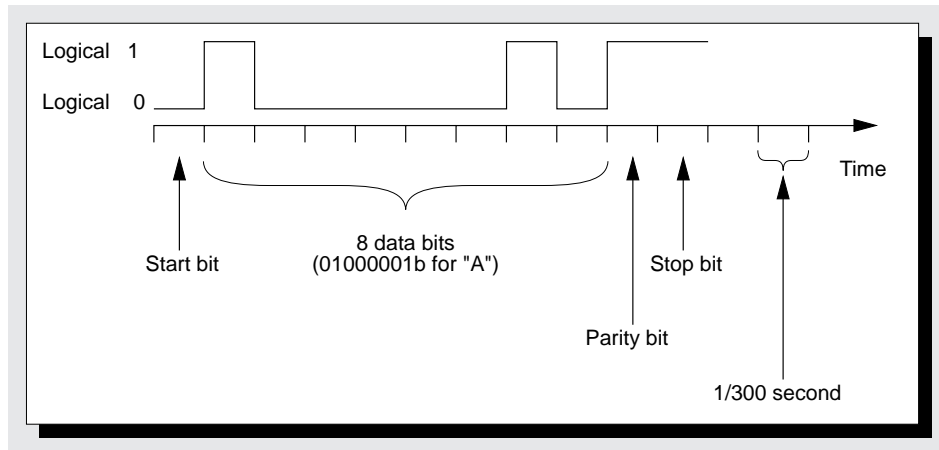 Logical 1
Logical 0
Time
8 data bits
(01000001b for "A")
Start bit
Stop bit
Parity bit
1/300 second